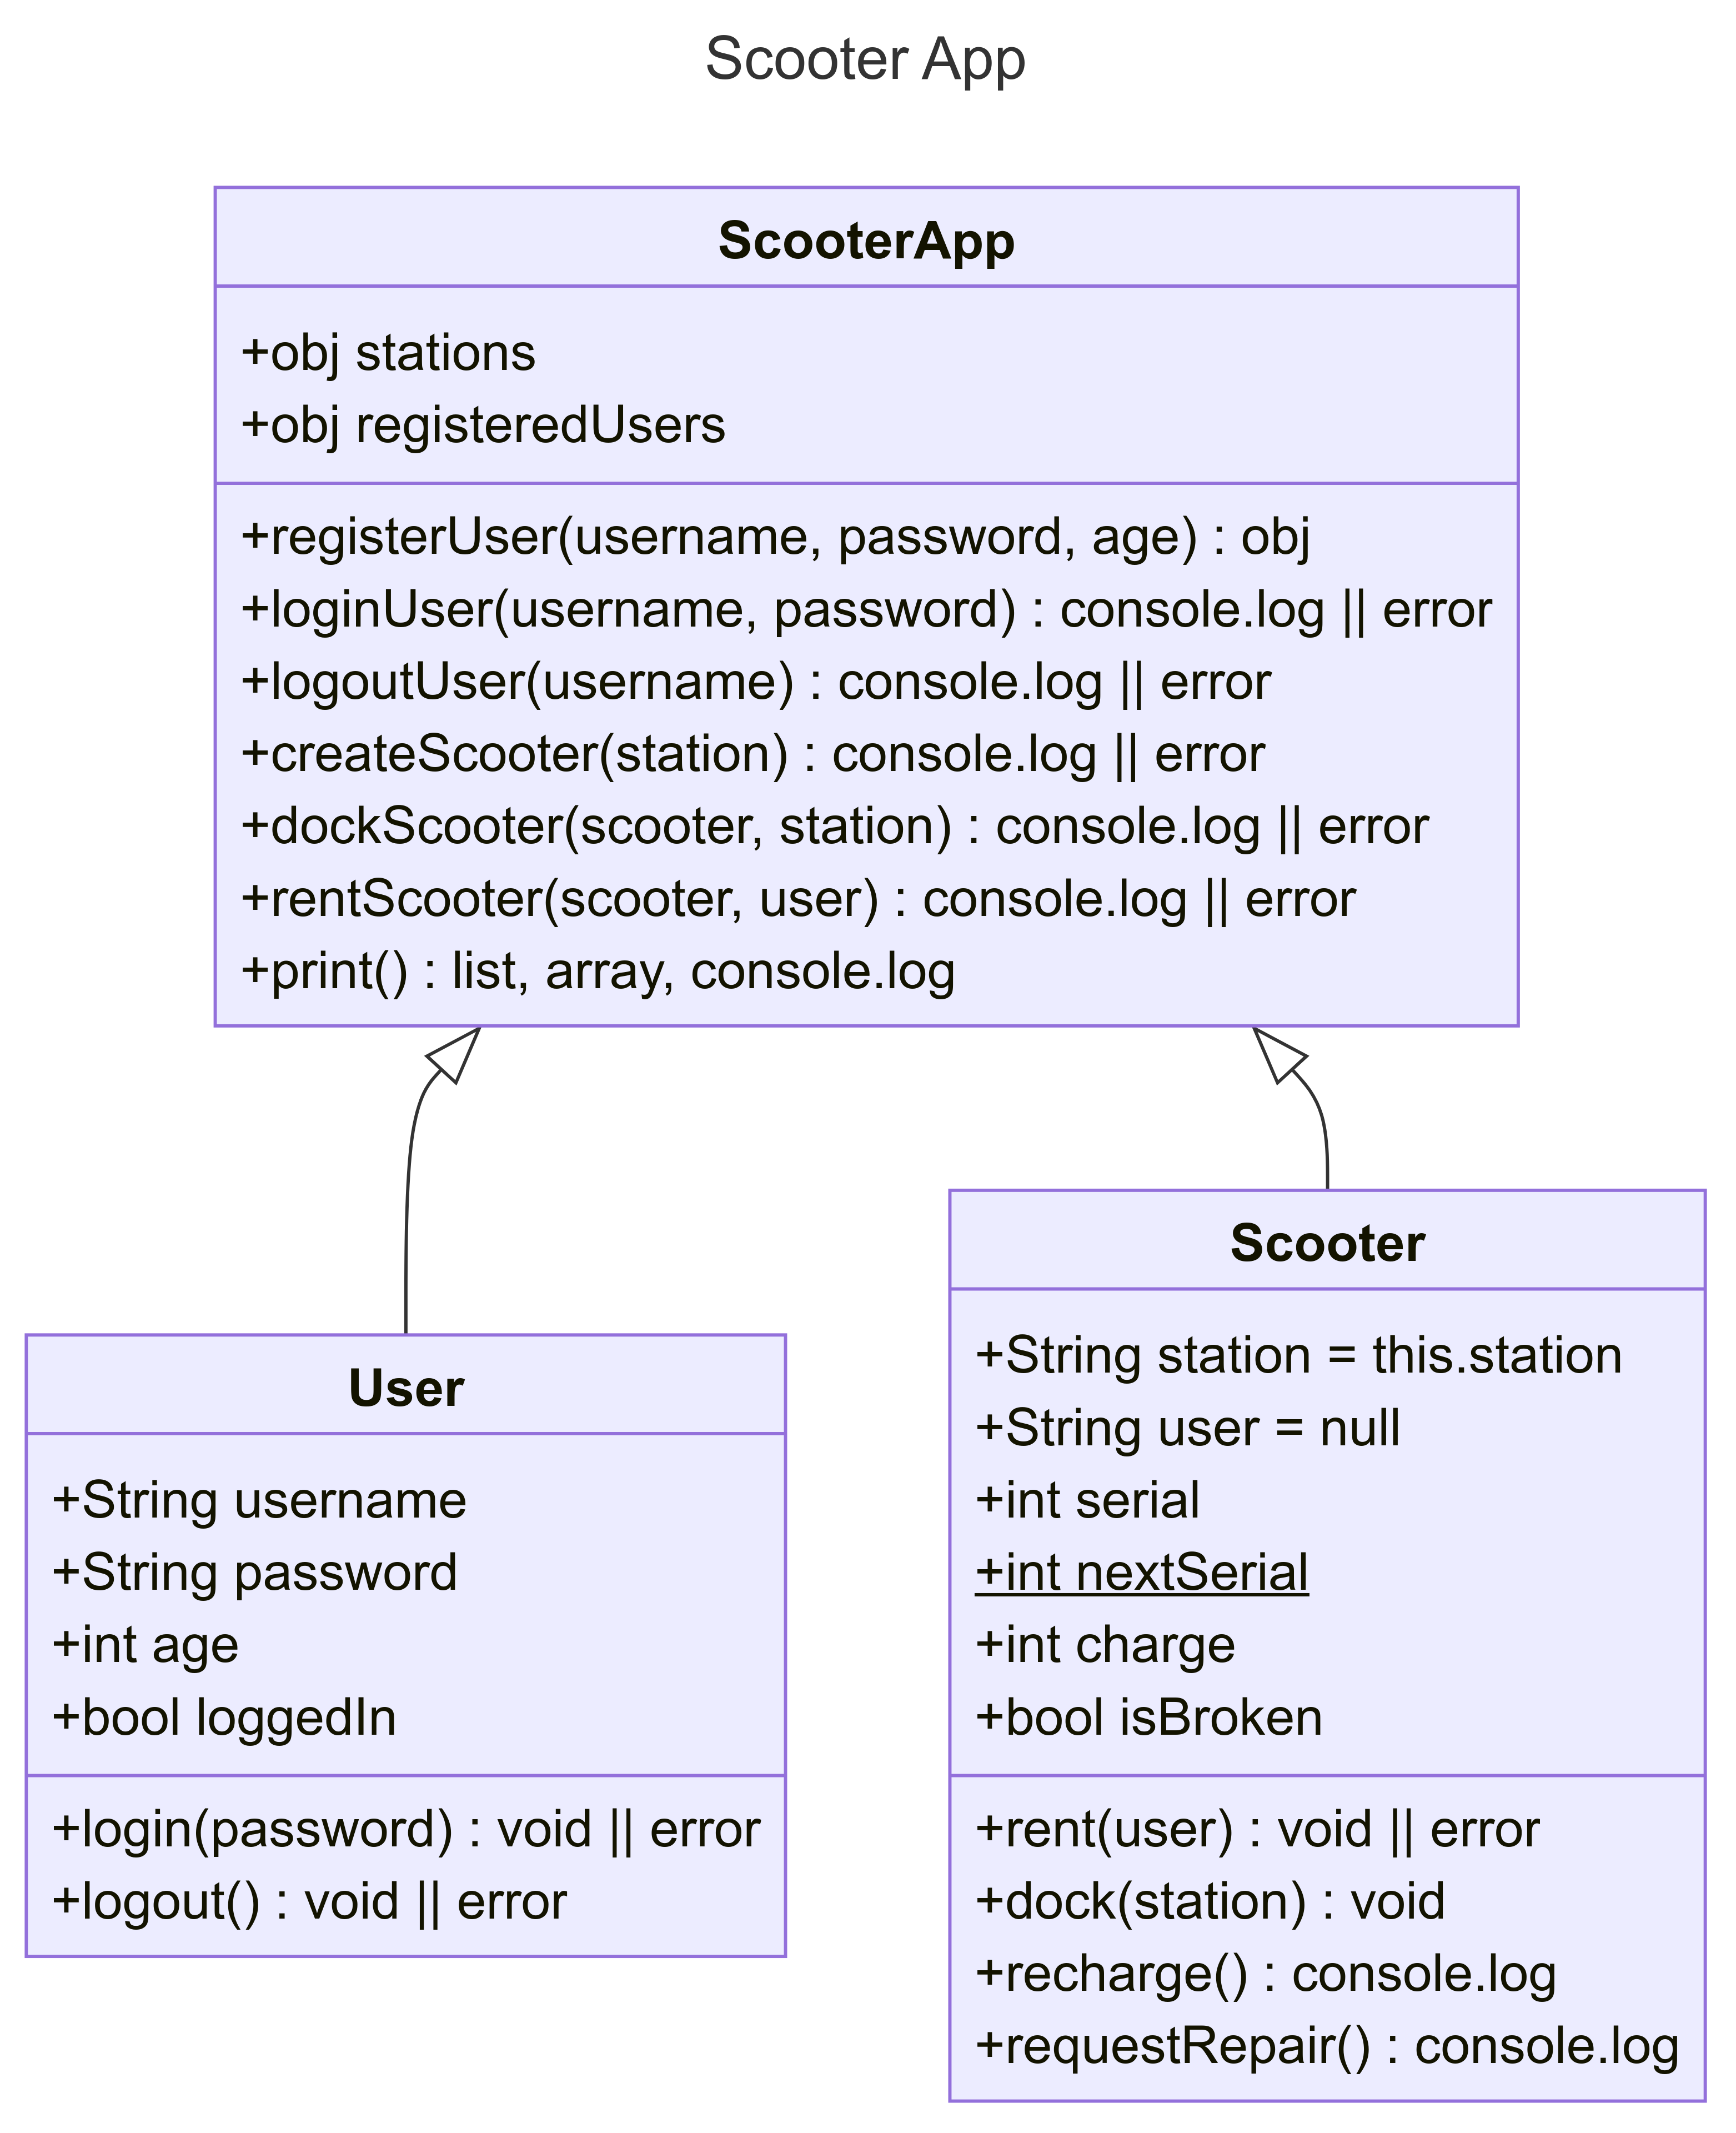 Scooter App
ScooterApp
+obj stations
+obj registeredUsers
+registerUser(username, password, age) : obj
+loginUser(username, password) : console.log || error
+logoutUser(username) : console.log || error
+createScooter(station) : console.log || error
+dockScooter(scooter, station) : console.log || error
+rentScooter(scooter, user) : console.log || error
+print() : list, array, console.log
User
+String username
+String password
+int age
+bool loggedIn
+login(password) : void || error
+logout() : void || error
Scooter
+String station = this.station
+String user = null
+int serial
+int nextSerial
+int charge
+bool isBroken
+rent(user) : void || error
+dock(station) : void
+recharge() : console.log
+requestRepair() : console.log